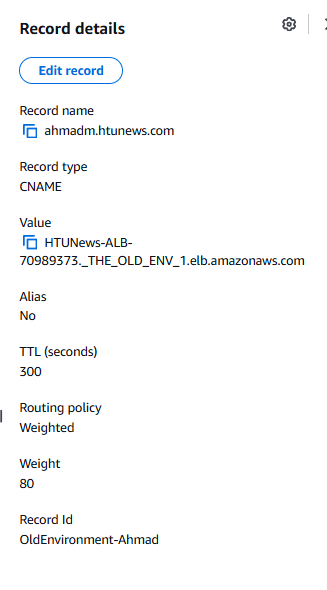 Record details
Edit record
Record name
ahmadm.htunews.com
Record type
CNAME
Value
HTUNews-ALB-
70989373._THE_OLD_ENV_1.elb.amazonaws.com
Alias
No
TTL (seconds)
300
Routing policy
Weighted
Weight
80
Record Id
OldEnvironment-Ahmad